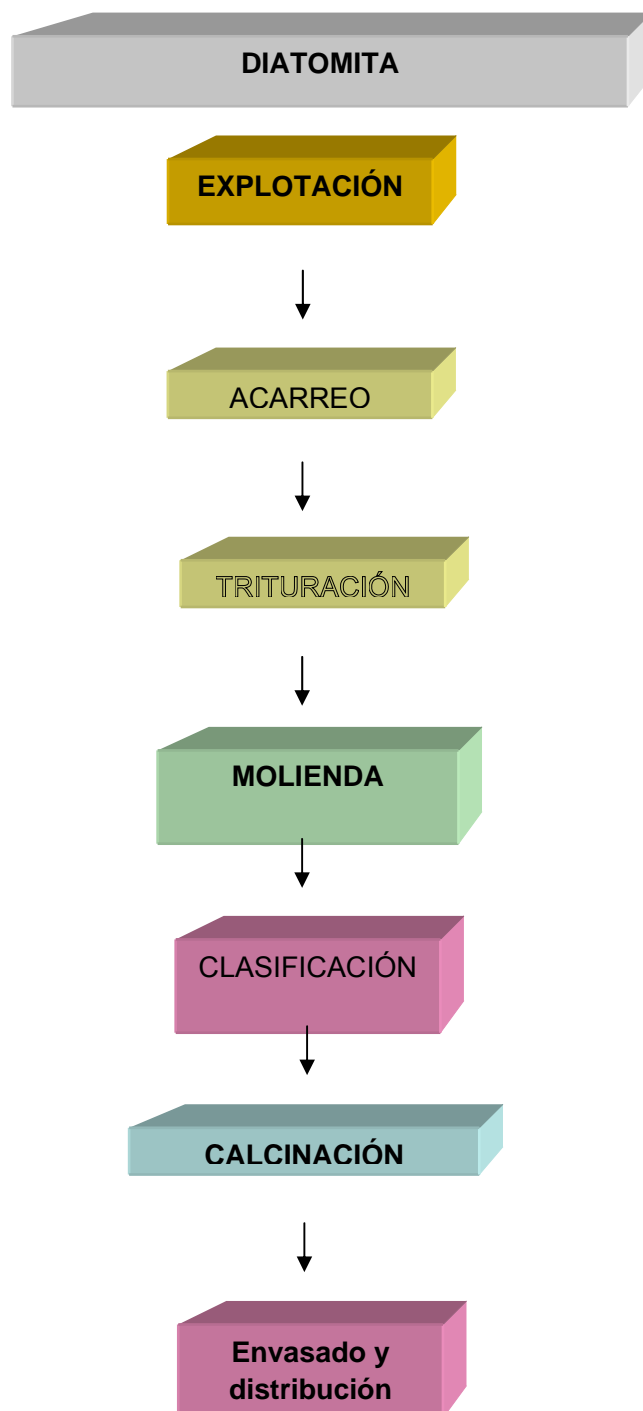 DIATOMITA
EXPLOTACIÓN
ACARREO
TRITURACIÓN
MOLIENDA
CLASIFICACIÓN
CALCINACIÓN
Envasado y
distribución